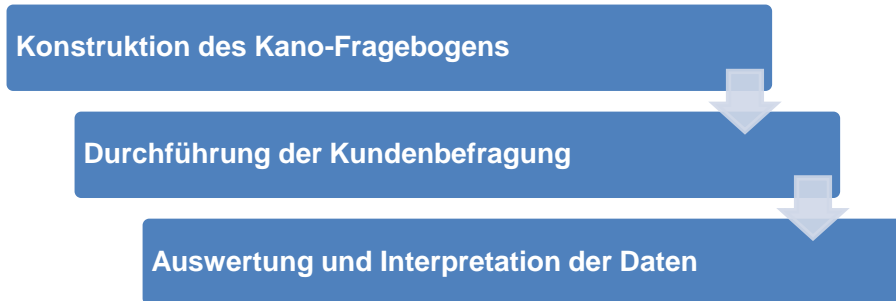 Konstruktion des Kano-Fragebogens
Durchführung der Kundenbefragung
Auswertung und Interpretation der Daten